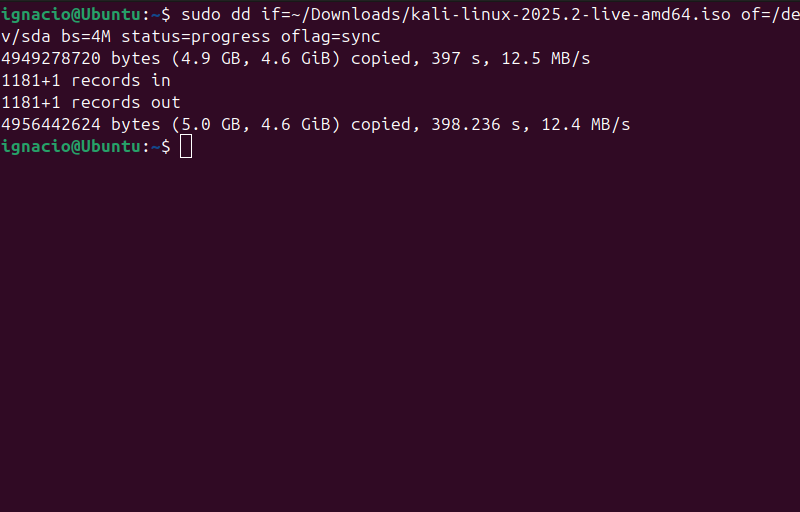 ignacio@Ubuntu:~$ sudo dd if=~/Downloads/kali-linux-2025.2-live-amd64.iso of=/de
v/sda bs=4M status=progress oflag=sync
4949278720 bytes (4.9 GB, 4.6 GiB) copied, 397 s, 12.5 MB/s
1181+1 records in
1181+1 records out
4956442624 bytes (5.0 GB, 4.6 GiB) copied, 398.236 s, 12.4 MB/s
ignacio@Ubuntu:~$